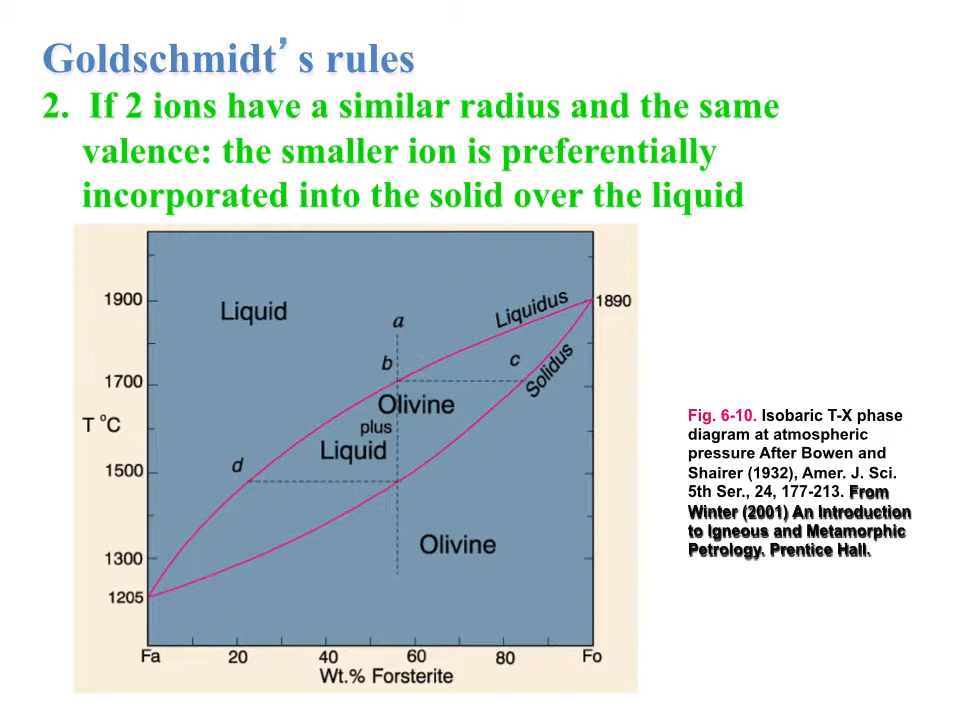 Goldschmidt’s rules
2. If 2 ions have a similar radius and the same
valence: the smaller ion is preferentially
incorporated into the solid over the liquid
1900
1700
T °C
1500
1300
1205
Liquid
a
Liquidus
1890
b
c
Solidus
Olivine
plus
Liquid
d
Olivine
Fa
20
40
60
80
Fo
Wt.% Forsterite
Fig. 6-10. Isobaric T-X phase
diagram at atmospheric
pressure After Bowen and
Shairer (1932), Amer. J. Sci.
5th Ser., 24, 177-213. From
Winter (2001) An Introduction
to Igneous and Metamorphic
Petrology. Prentice Hall.